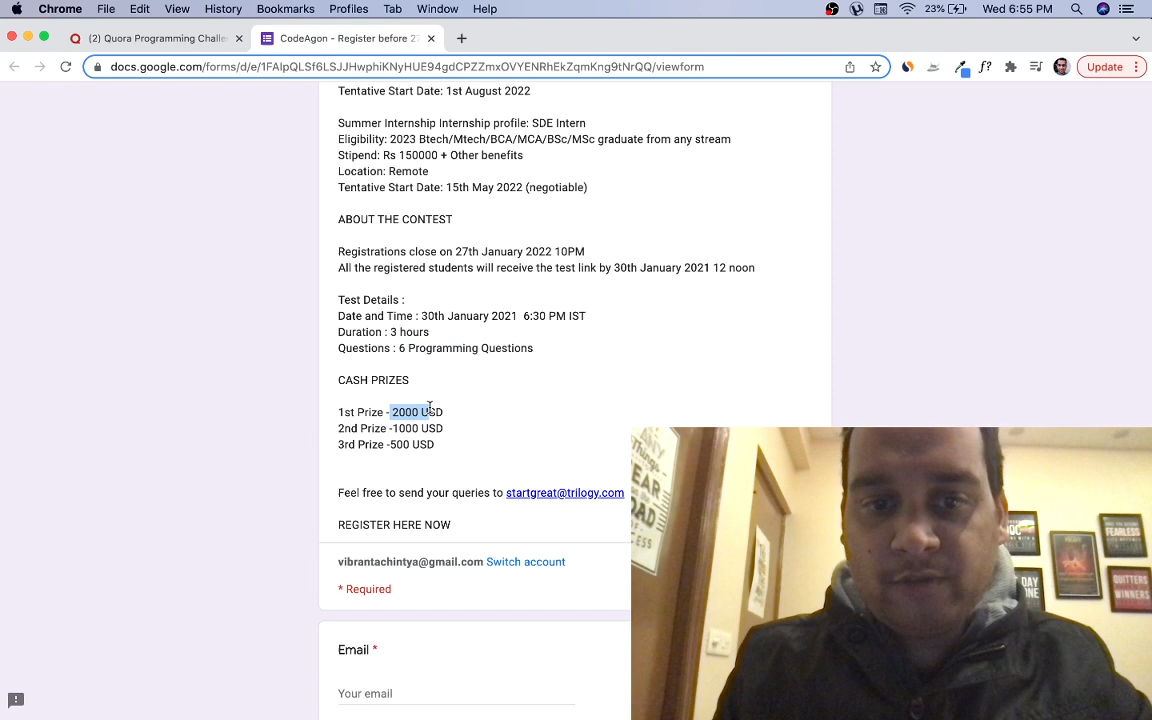 Chrome File Edit View History Bookmarks Profiles Tab Window Help 23% Wed 6:55 PM
(2) Quora Programming Challe
CodeAgon - Register before 27
docs.google.com/forms/d/e/1FAIpQLSf6LSJJHwphiKNyHUE94gdCPZZmxOVYENRhEkZqmKng9tNrQQ/viewform
Update
Tentative Start Date: 1st August 2022
Summer Internship Internship profile: SDE Intern
Eligibility: 2023 Btech/Mtech/BCA/MCA/BSc/MSc graduate from any stream
Stipend: Rs 150000 + Other benefits
Location: Remote
Tentative Start Date: 15th May 2022 (negotiable)
ABOUT THE CONTEST
Registrations close on 27th January 2022 10PM
All the registered students will receive the test link by 30th January 2021 12 noon
Test Details :
Date and Time : 30th January 2021 6:30 PM IST
Duration : 3 hours
Questions : 6 Programming Questions
CASH PRIZES
1st Prize - 2000 USD
2nd Prize -1000 USD
3rd Prize -500 USD
Feel free to send your queries to startgreat@trilogy.com
REGISTER HERE NOW
vibrantachintya@gmail.com Switch account
* Required
Email *
Your email
QUITTERS
WINNERS
FEARLESS